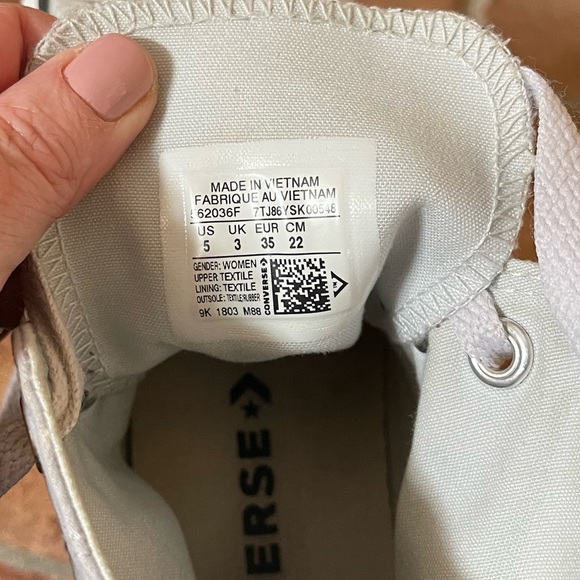 MADE IN VIETNAM
FABRIQUE AU VIETNAM
562036F 7TJ86YSK00546
US UK EUR CM
5 3 35 22
GENDER: WOMEN
UPPER TEXTILE
LINING: TEXTILE
OUTSOLE: TEXTILE/RUBBER
9K 1803 M88
CONVERSE
ERSE